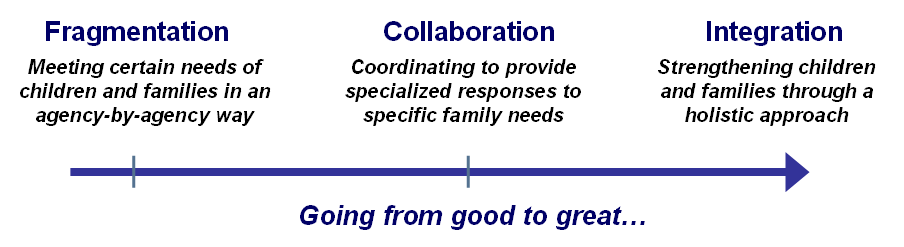 Fragmentation
Meeting certain needs of
children and families in an
agency-by-agency way
Collaboration
Coordinating to provide
specialized responses to
specific family needs
Integration
Strengthening children
and families through a
holistic approach
Going from good to great…